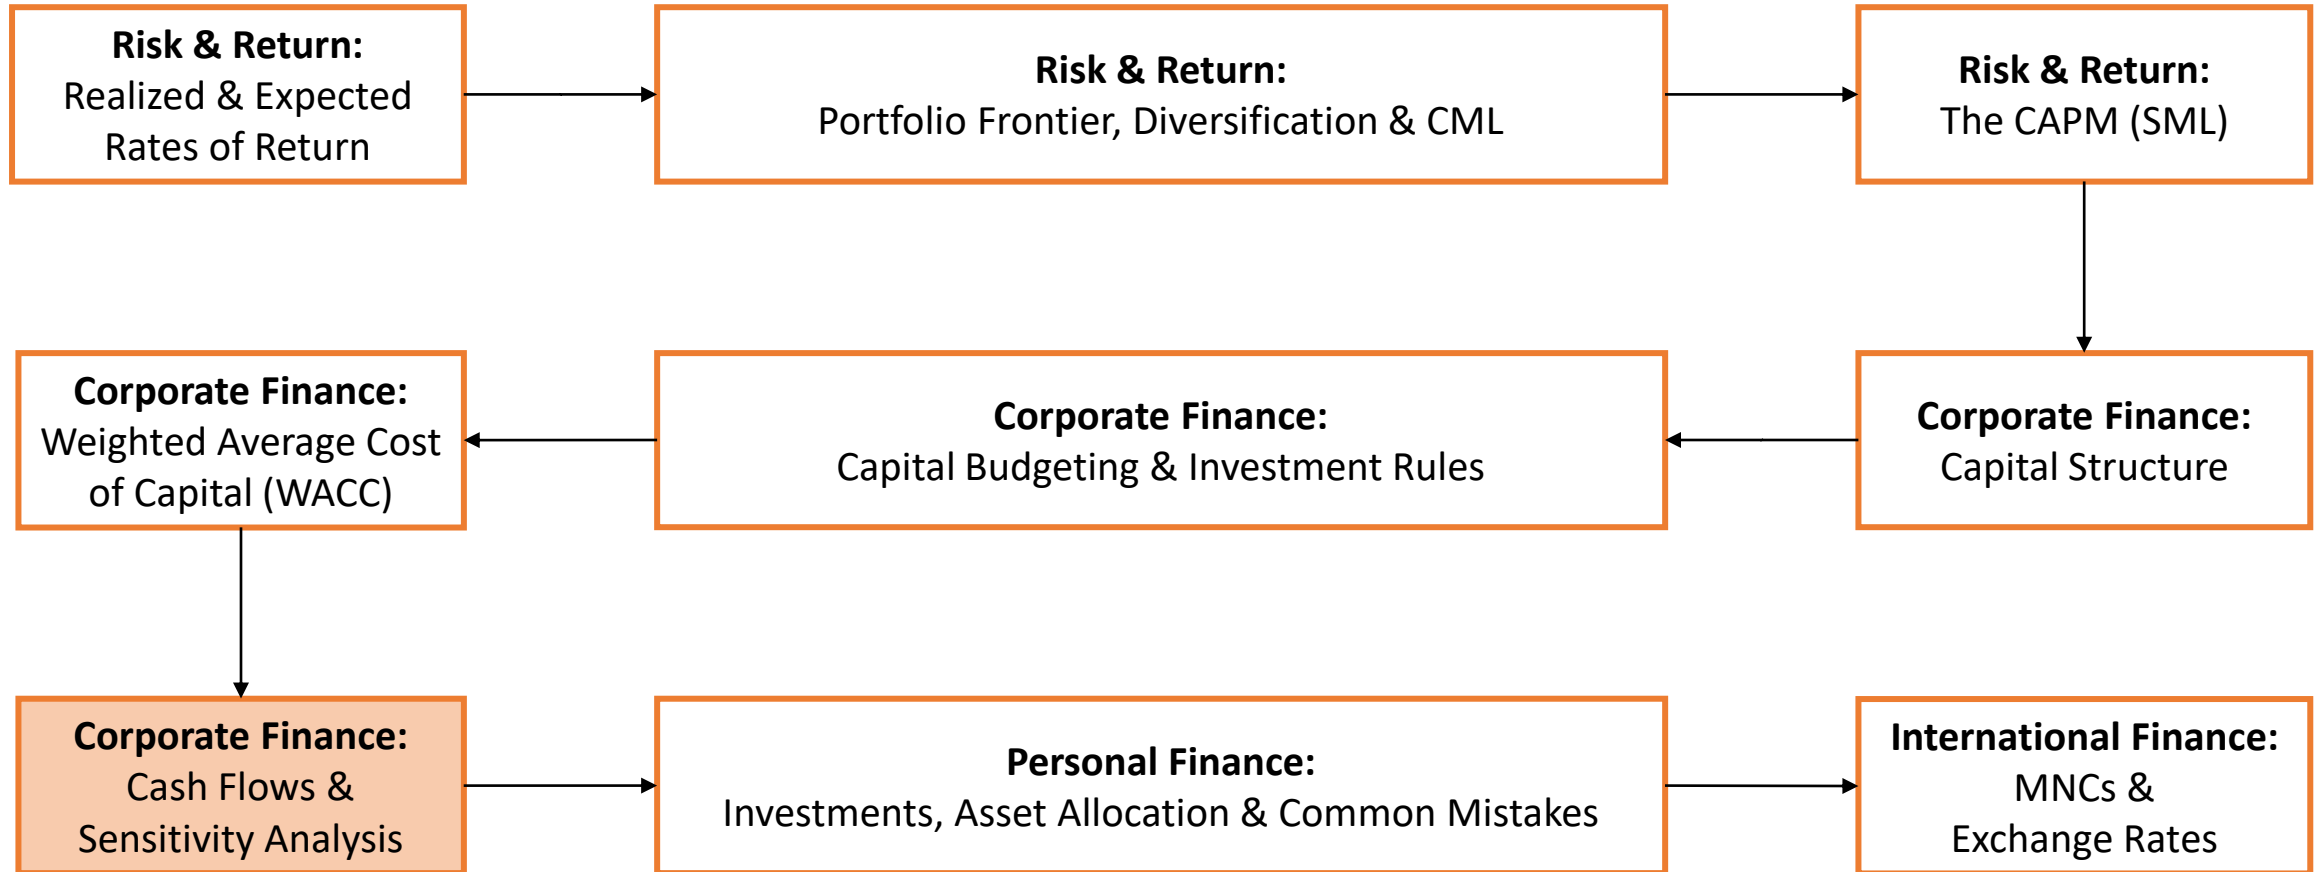 Risk & Return:
Realized & Expected
Rates of Return
Risk & Return:
Portfolio Frontier, Diversification & CML
Risk & Return:
The CAPM (SML)
Corporate Finance:
Weighted Average Cost
of Capital (WACC)
Corporate Finance:
Capital Budgeting & Investment Rules
Corporate Finance:
Capital Structure
Corporate Finance:
Cash Flows &
Sensitivity Analysis
Personal Finance:
Investments, Asset Allocation & Common Mistakes
International Finance:
MNCs &
Exchange Rates